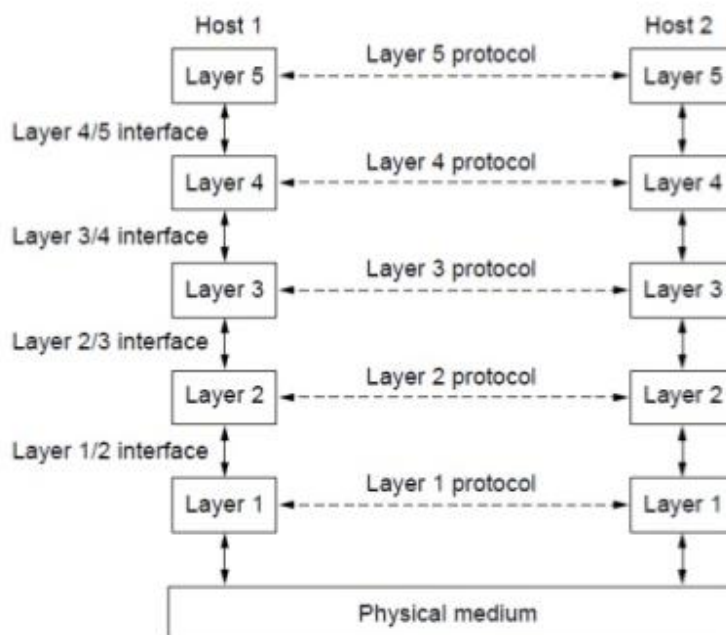 Host 1
Host 2
Layer 5 protocol
Layer 5
Layer 5
Layer 4/5 interface
Layer 4 protocol
Layer 4
Layer 4
Layer 3/4 interface
Layer 3 protocol
Layer 3
Layer 3
Layer 2/3 interface
Layer 2 protocol
Layer 2
Layer 2
Layer 1/2 interface
Layer 1 protocol
Layer 1
Layer 1
Physical medium